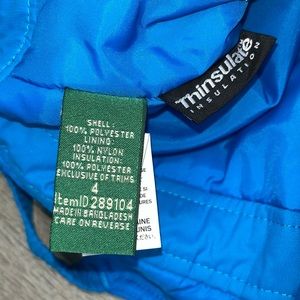 Thinsulate
INSULATION
SHELL:
100% POLYESTER
LINING:
100% NYLON
INSULATION:
100% POLYESTER
EXCLUSIVE OF TRIMS
4
ItemID 289104
MADE IN BANGLADESH
CARE ON REVERSE